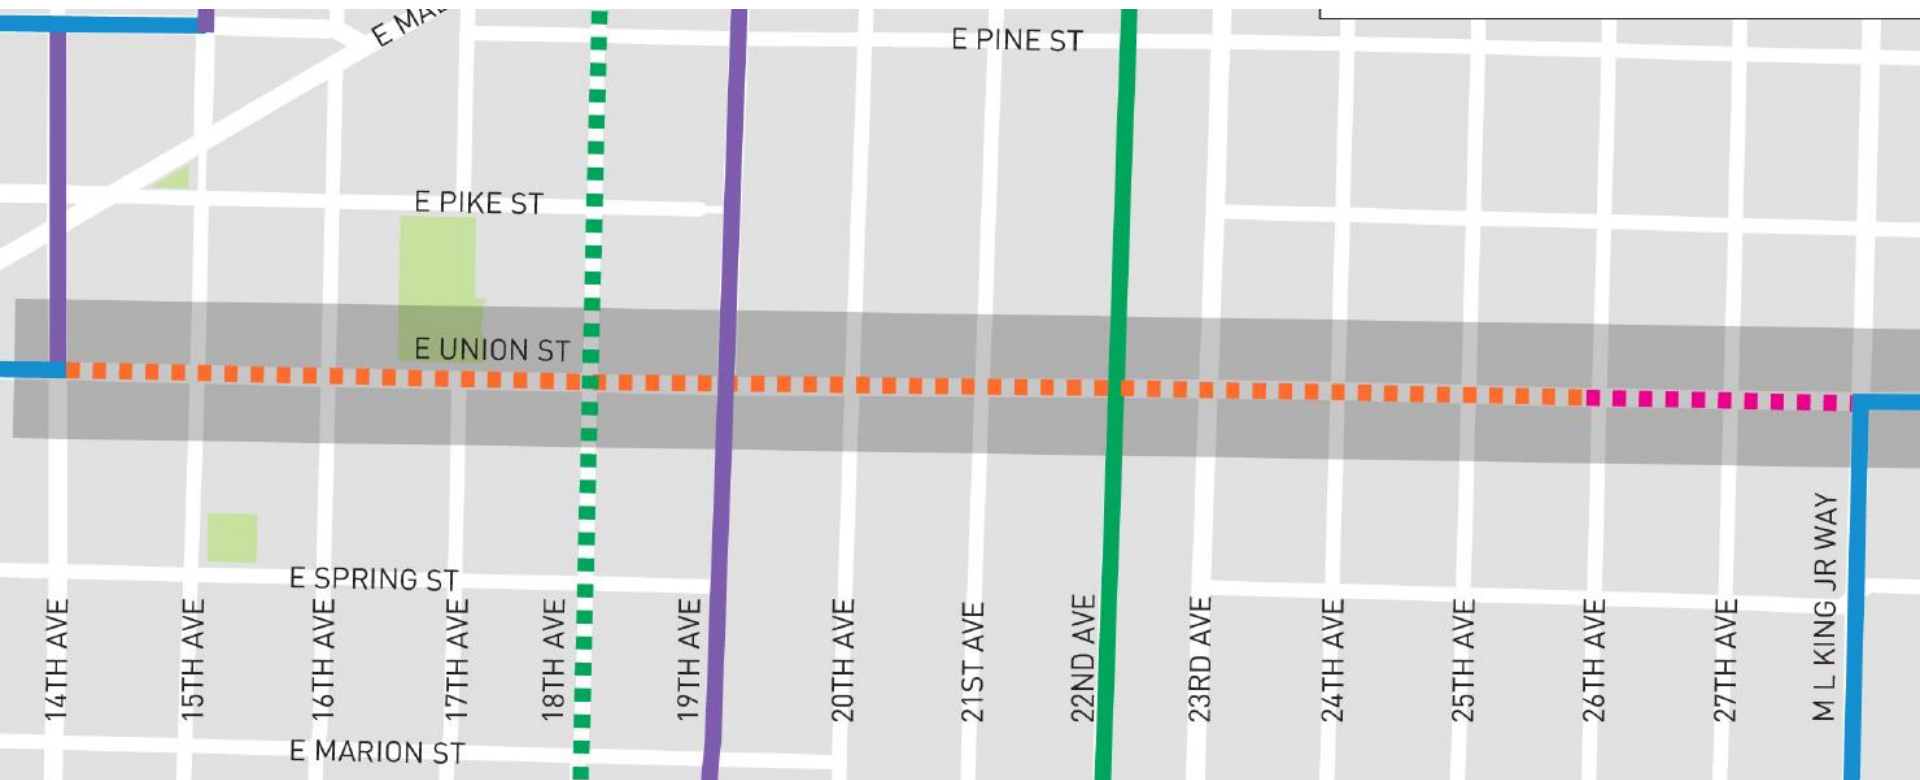 E PINE ST
E PIKE ST
E UNION ST
E SPRING ST
14TH AVE
15TH AVE
16TH AVE
17TH AVE
18TH AVE
19TH AVE
20TH AVE
21ST AVE
22ND AVE
23RD AVE
24TH AVE
25TH AVE
26TH AVE
27TH AVE
M L KING JR WAY
E MARION ST